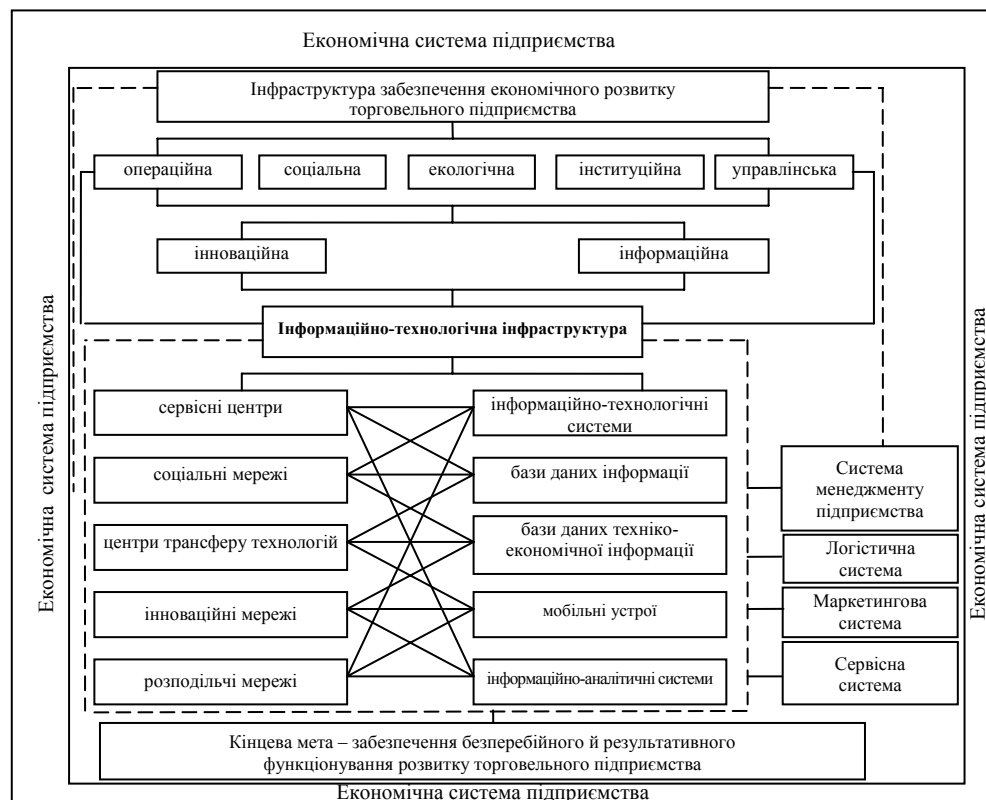 Економічна система підприємства
Інфраструктура забезпечення економічного розвитку
торговельного підприємства
операційна
соціальна
екологічна
інституційна
управлінська
інноваційна
інформаційна
Інформаційно-технологічна інфраструктура
сервісні центри
інформаційно-технологічні
системи
соціальні мережі
бази даних інформації
центри трансферу технологій
бази даних техніко-
економічної інформації
інноваційні мережі
мобільні устрої
розподільчі мережі
інформаційно-аналітичні системи
Система
менеджменту
підприємства
Логістична
система
Маркетингова
система
Сервісна
система
Економічна система підприємства
Економічна система підприємства
Кінцева мета – забезпечення безперебійного й результативного
функціонування розвитку торговельного підприємства
Економічна система підприємства